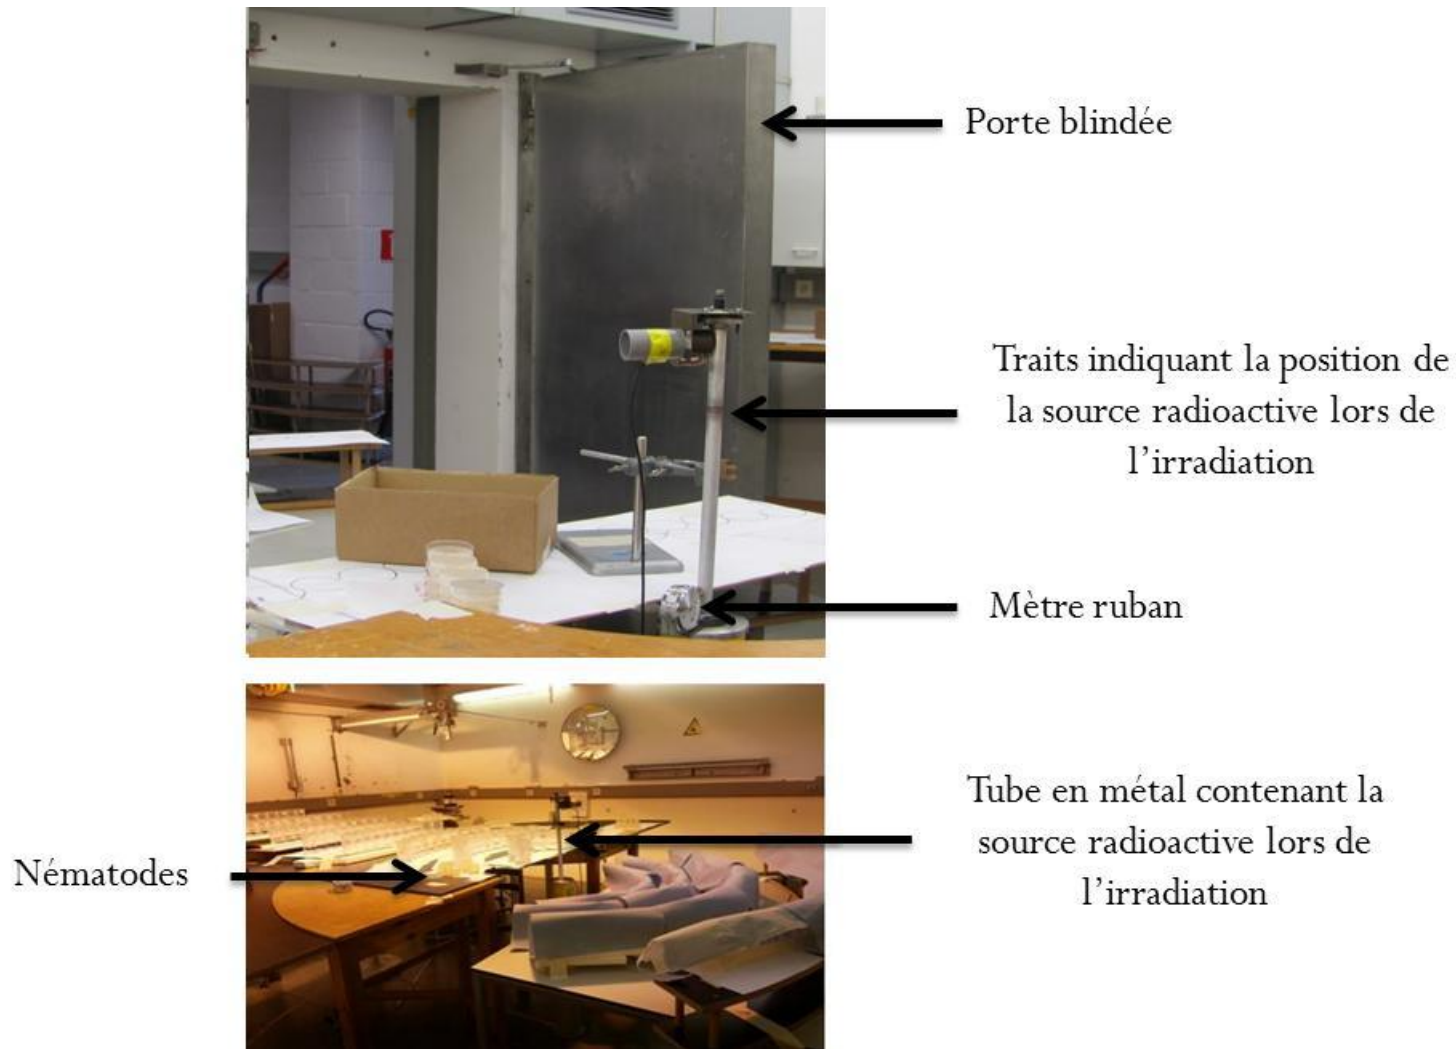 Porte blindée
Traits indiquant la position de
la source radioactive lors de
l’irradiation
Mètre ruban
Tube en métal contenant la
source radioactive lors de
l’irradiation
Nématodes